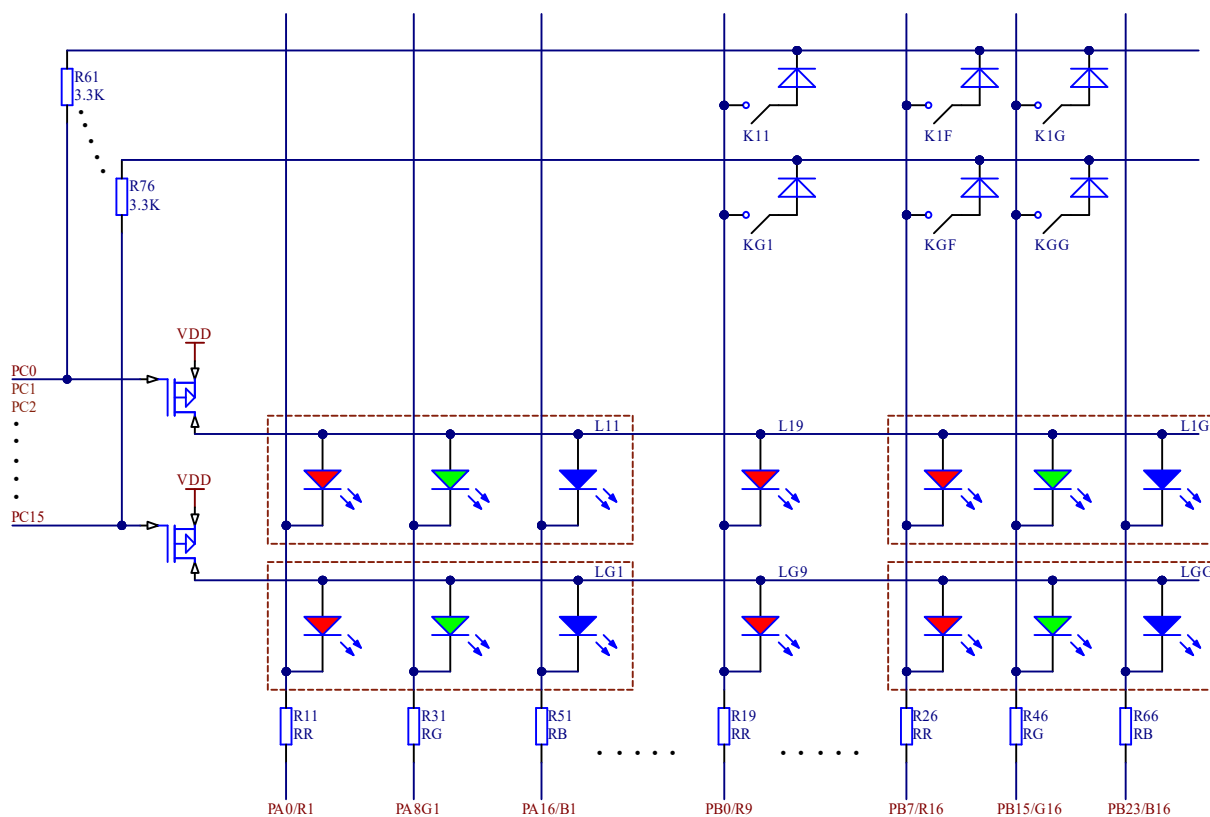 R61
3.3K
K11
K1F
K1G
R76
3.3K
KG1
KGF
KGG
VDD
PC0
PC1
PC2
L11
L19
L1G
VDD
PC15
LG1
LG9
LGG
R11
RR
R31
RG
R51
RB
R19
RR
R26
RR
R46
RG
R66
RB
PA0/R1
PA8G1
PA16/B1
PB0/R9
PB7/R16
PB15/G16
PB23/B16